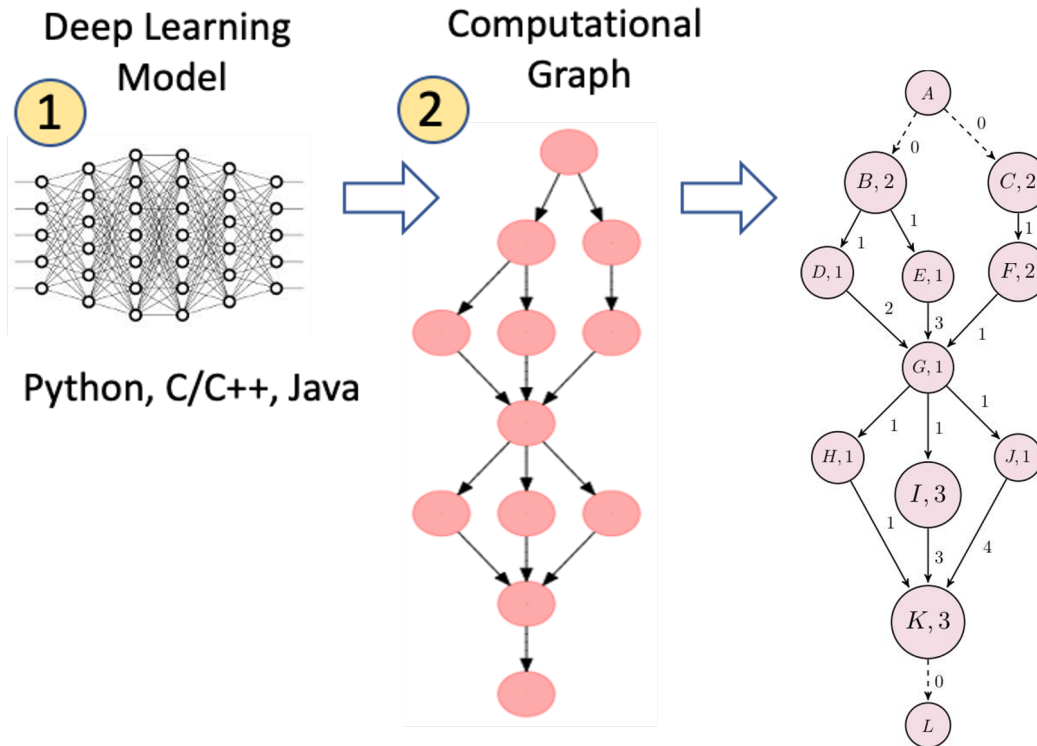 Deep Learning
Model
1
Python, C/C++, Java
Computational
Graph
2
A
0
0
B, 2
C, 2
1
1
1
D, 1
E, 1
F, 2
2
3
1
G, 1
1
1
1
H, 1
J, 1
I, 3
1
3
4
K, 3
0
L